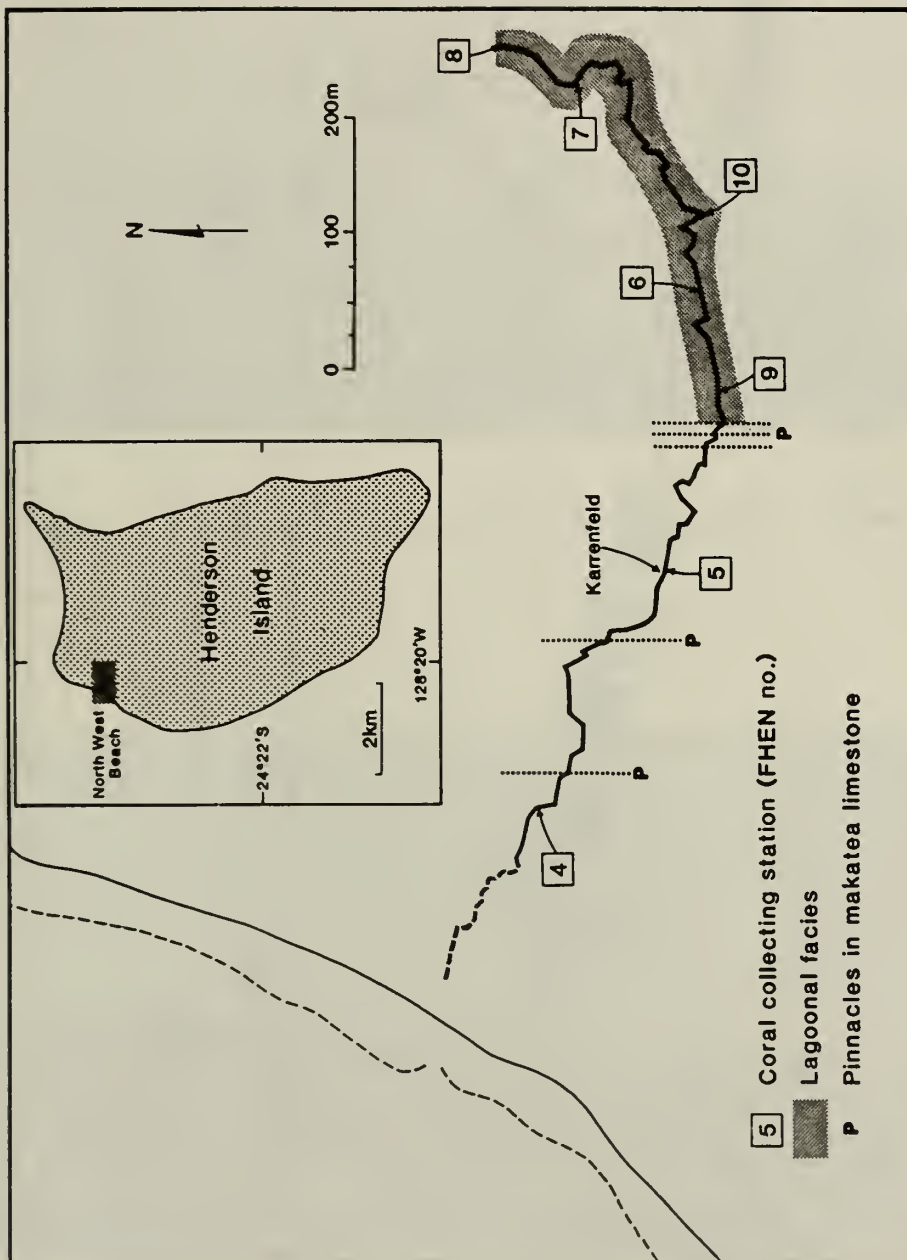 N
0
100
200m
North West
Beach
Henderson
Island
24°22'S
128°20'W
2km
8
7
10
6
9
P
Karrenfeld
5
P
P
4
5 Coral collecting station (FHEN no.)
Lagoonal facies
P Pinnacles in makatea limestone